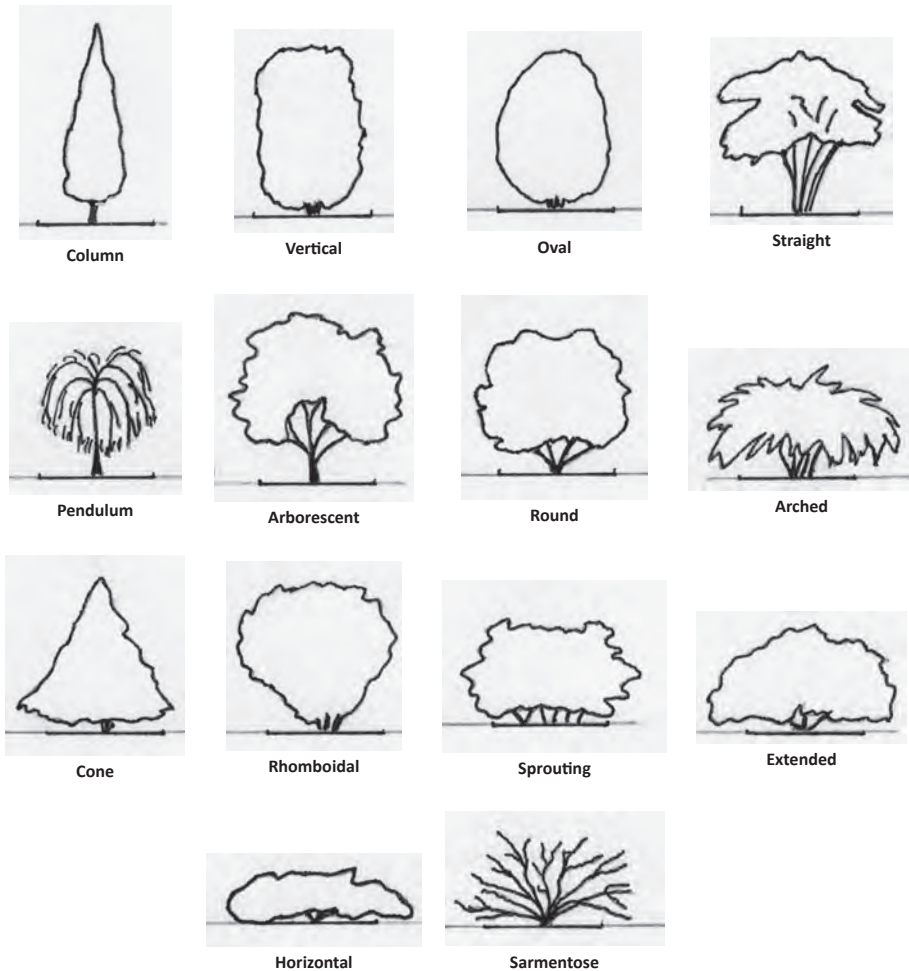 Column
Vertical
Oval
Straight
Pendulum
Arborescent
Round
Arched
Cone
Rhomboidal
Sprouting
Extended
Horizontal
Sarmentose